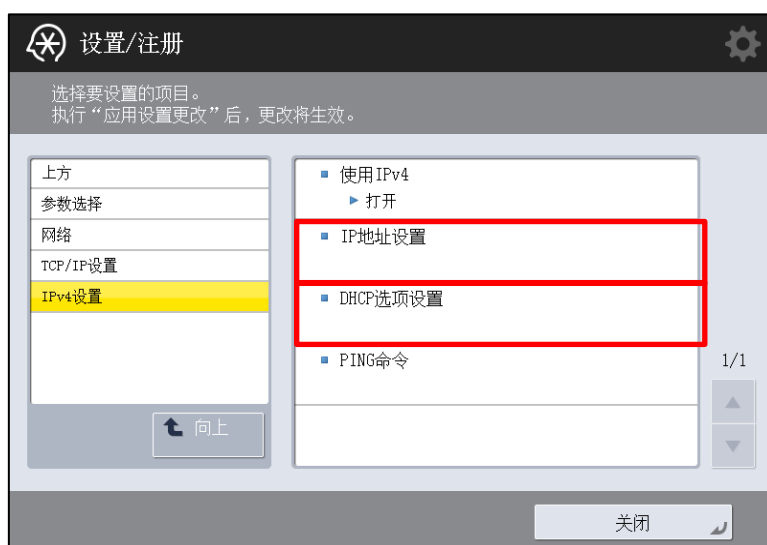 设置/注册
选择要设置的项目。
执行“应用设置更改”后，更改将生效。
上方
参数选择
网络
TCP/IP设置
IPv4设置
向上
使用IPv4
打开
IP地址设置
DHCP选项设置
PING命令
1/1
关闭